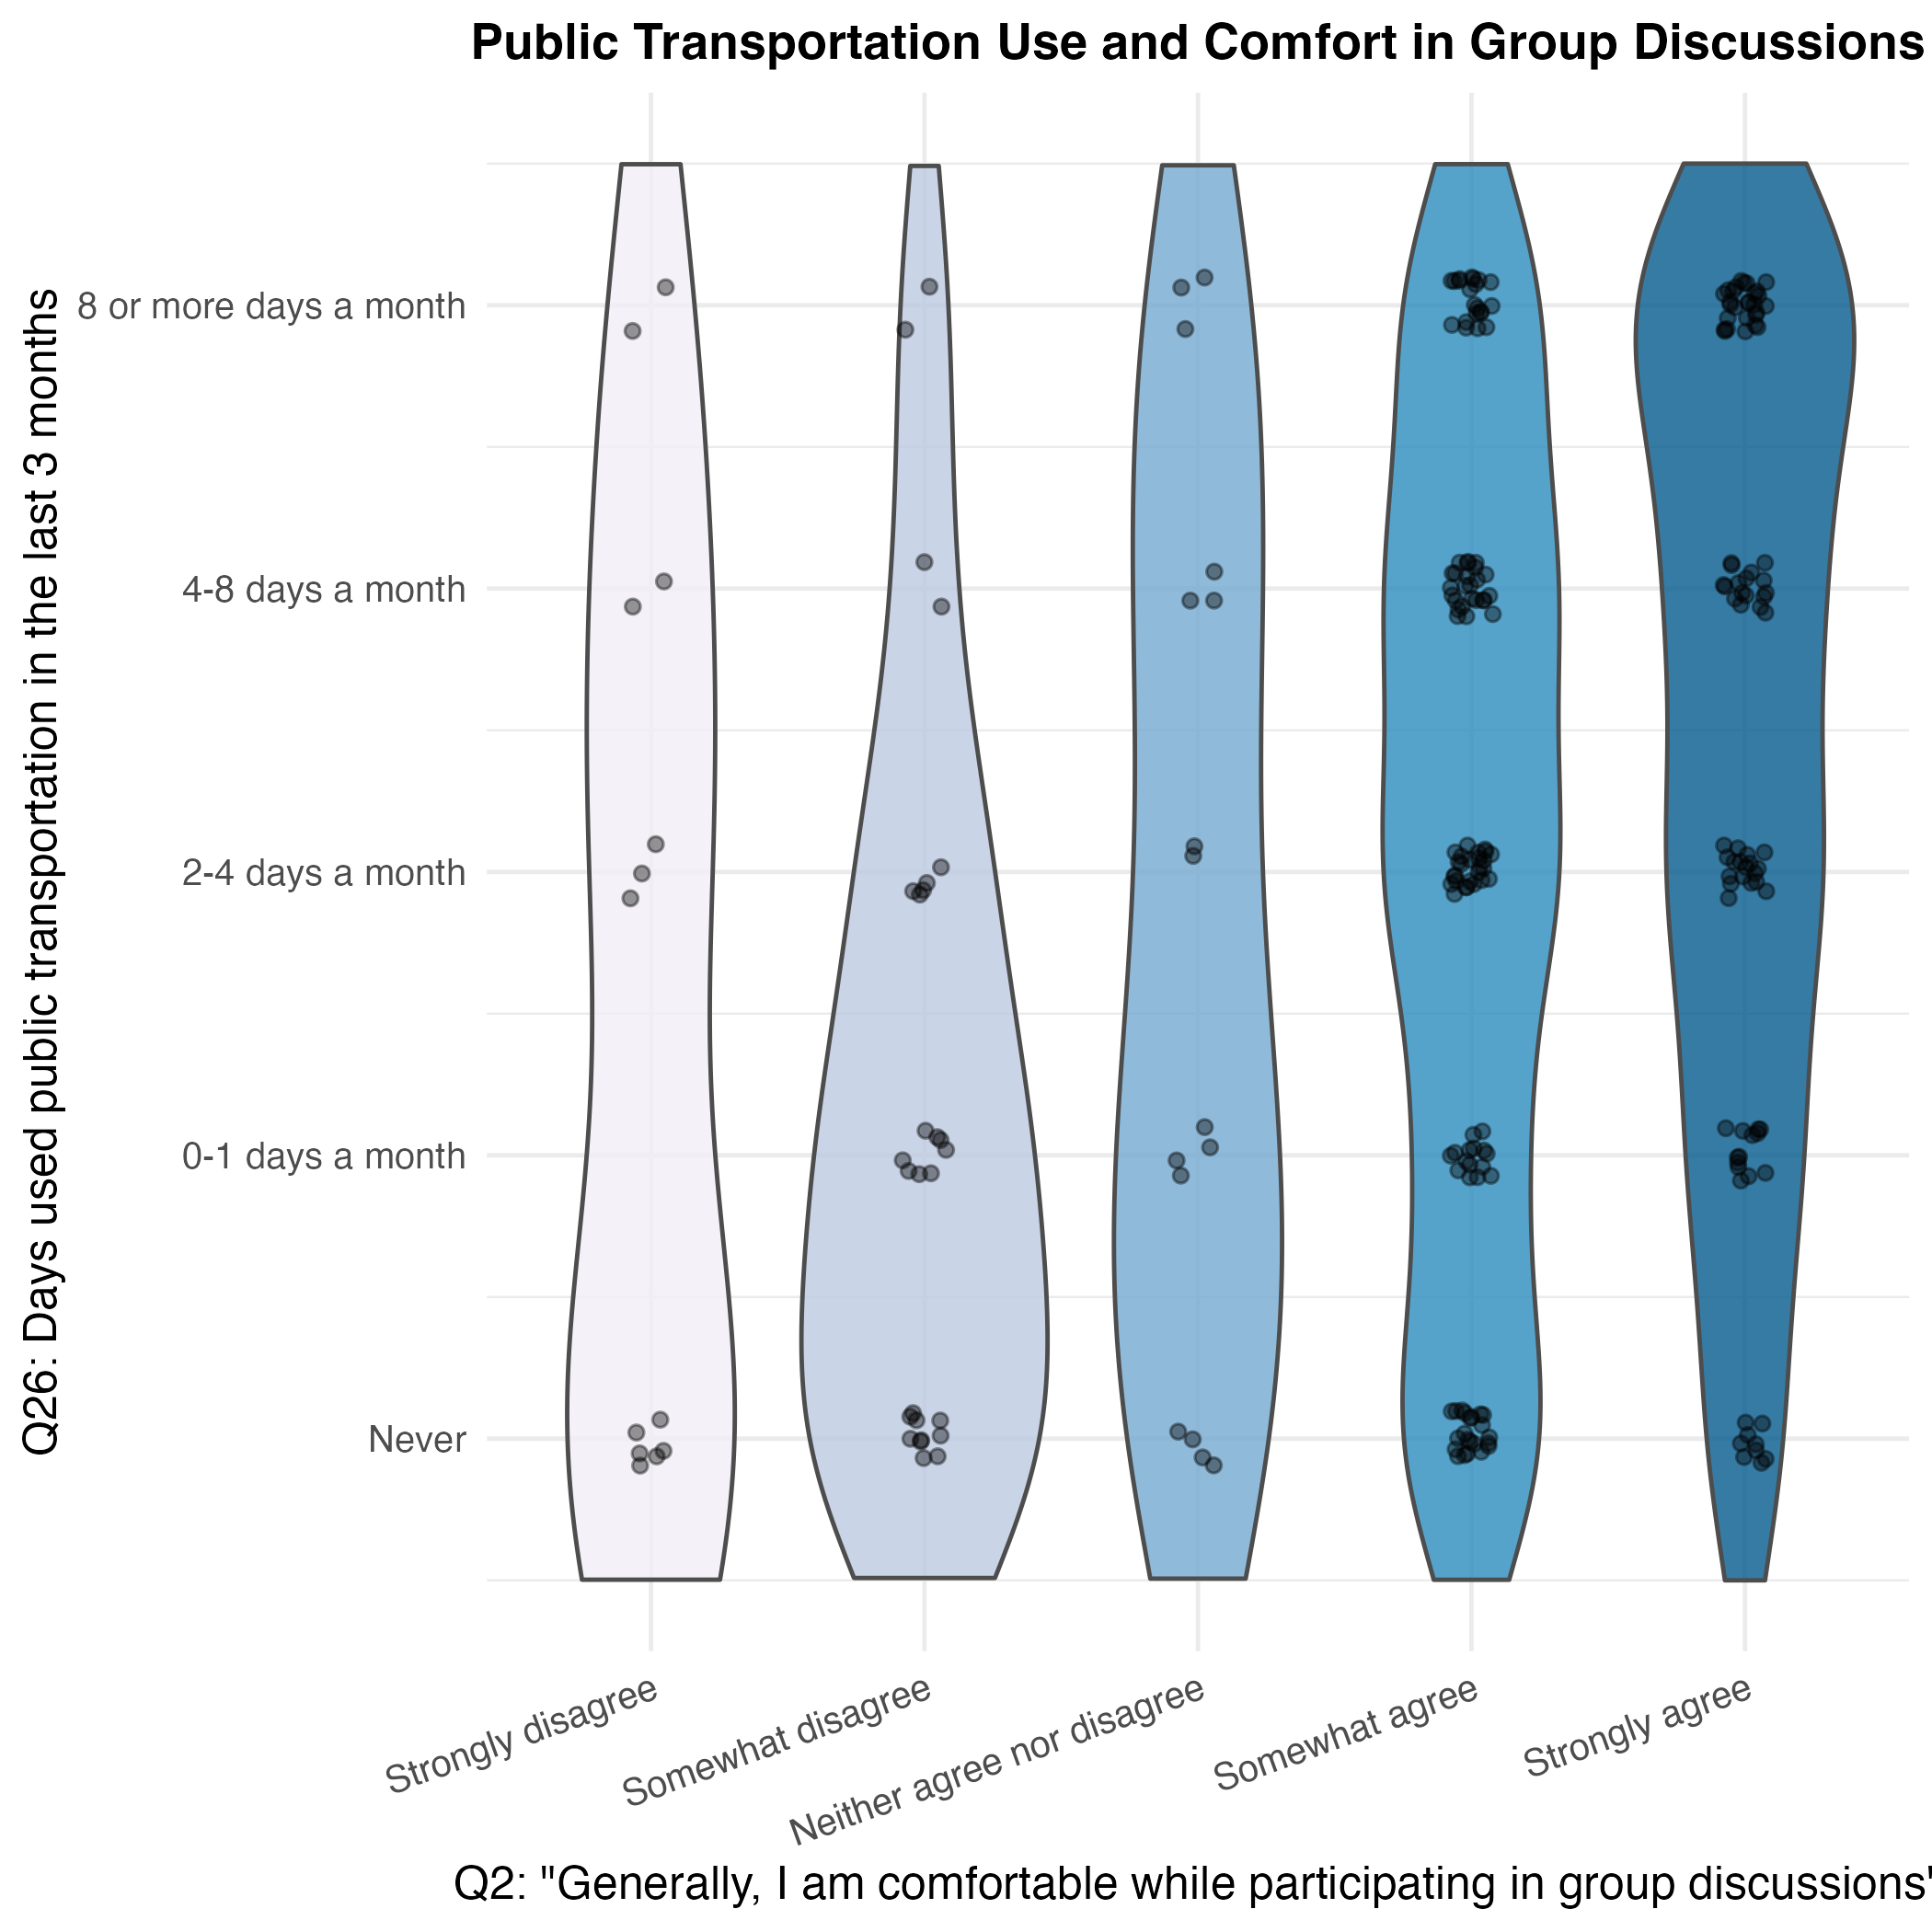 Public Transportation Use and Comfort in Group Discussions
Q26: Days used public transportation in the last 3 months
8 or more days a month
4-8 days a month
2-4 days a month
0-1 days a month
Never
Strongly disagree
Somewhat disagree
Neither agree nor disagree
Somewhat agree
Strongly agree
Q2: "Generally, I am comfortable while participating in group discussions"